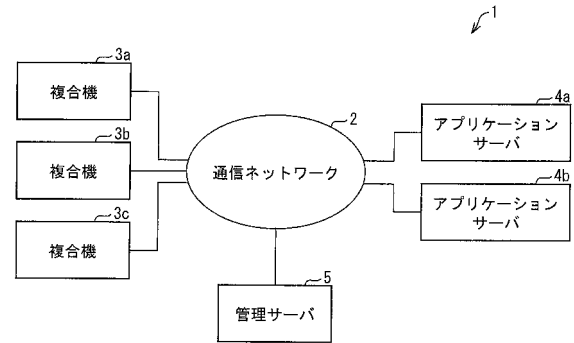 1
3a
複合機
3b
複合機
3c
複合機
2
通信ネットワーク
4a
アプリケーション
サーバ
4b
アプリケーション
サーバ
5
管理サーバ